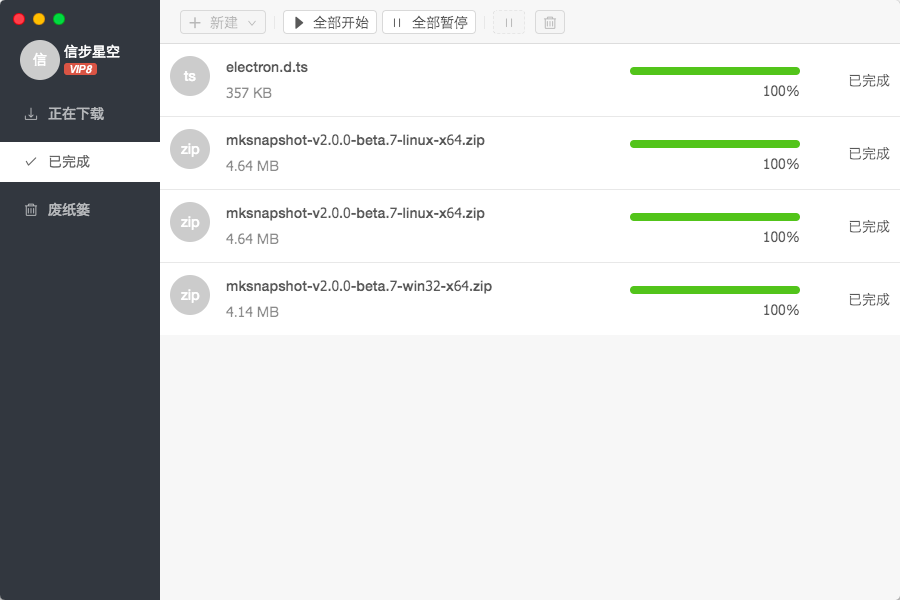 信
信步星空
VIP8
正在下载
已完成
废纸篓
新建
全部开始
全部暂停
ts
electron.d.ts
357 KB
100%
已完成
zip
mksnapshot-v2.0.0-beta.7-linux-x64.zip
4.64 MB
100%
已完成
zip
mksnapshot-v2.0.0-beta.7-linux-x64.zip
4.64 MB
100%
已完成
zip
mksnapshot-v2.0.0-beta.7-win32-x64.zip
4.14 MB
100%
已完成